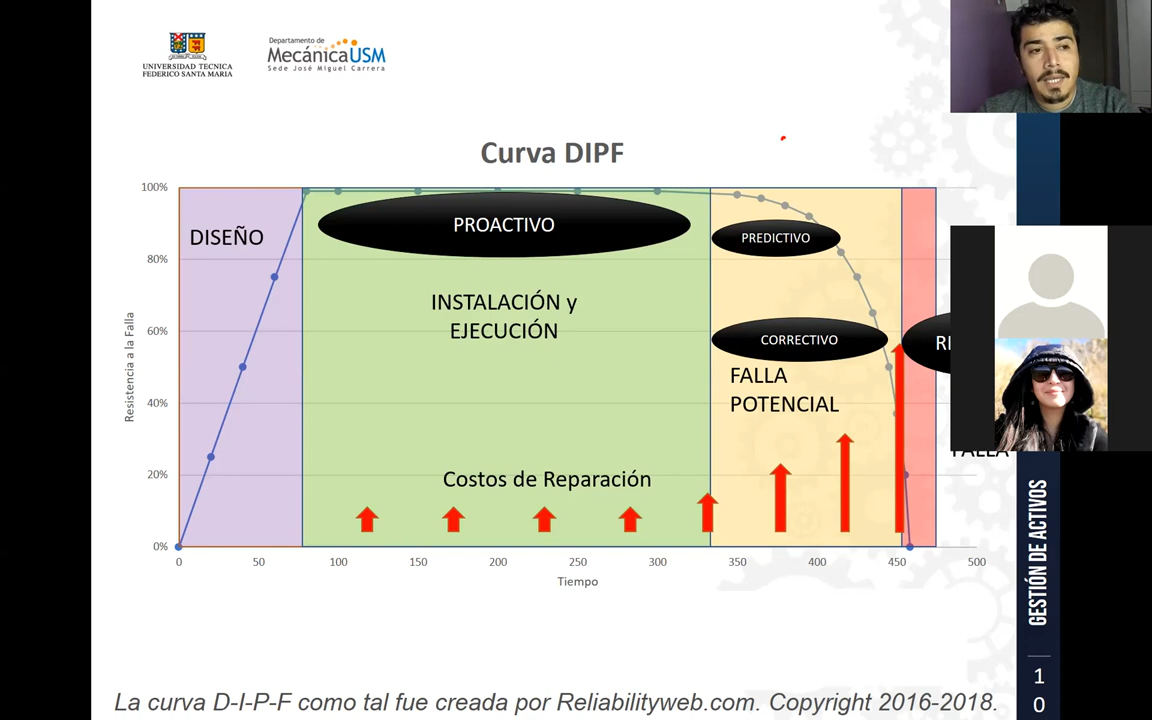 UNIVERSIDAD TECNICA
FEDERICO SANTA MARIA
Departamento de
MecánicaUSM
Sede José Miguel Carrera
Curva DIPF
100%
80%
60%
40%
20%
0%
Resistencia a la Falla
DISEÑO
PROACTIVO
INSTALACIÓN y
EJECUCIÓN
Costos de Reparación
PREDICTIVO
CORRECTIVO
FALLA
POTENCIAL
FALLA
0
50
100
150
200
250
300
350
400
450
500
Tiempo
GESTIÓN DE ACTIVOS
1
0
La curva D-I-P-F como tal fue creada por Reliabilityweb.com. Copyright 2016-2018.